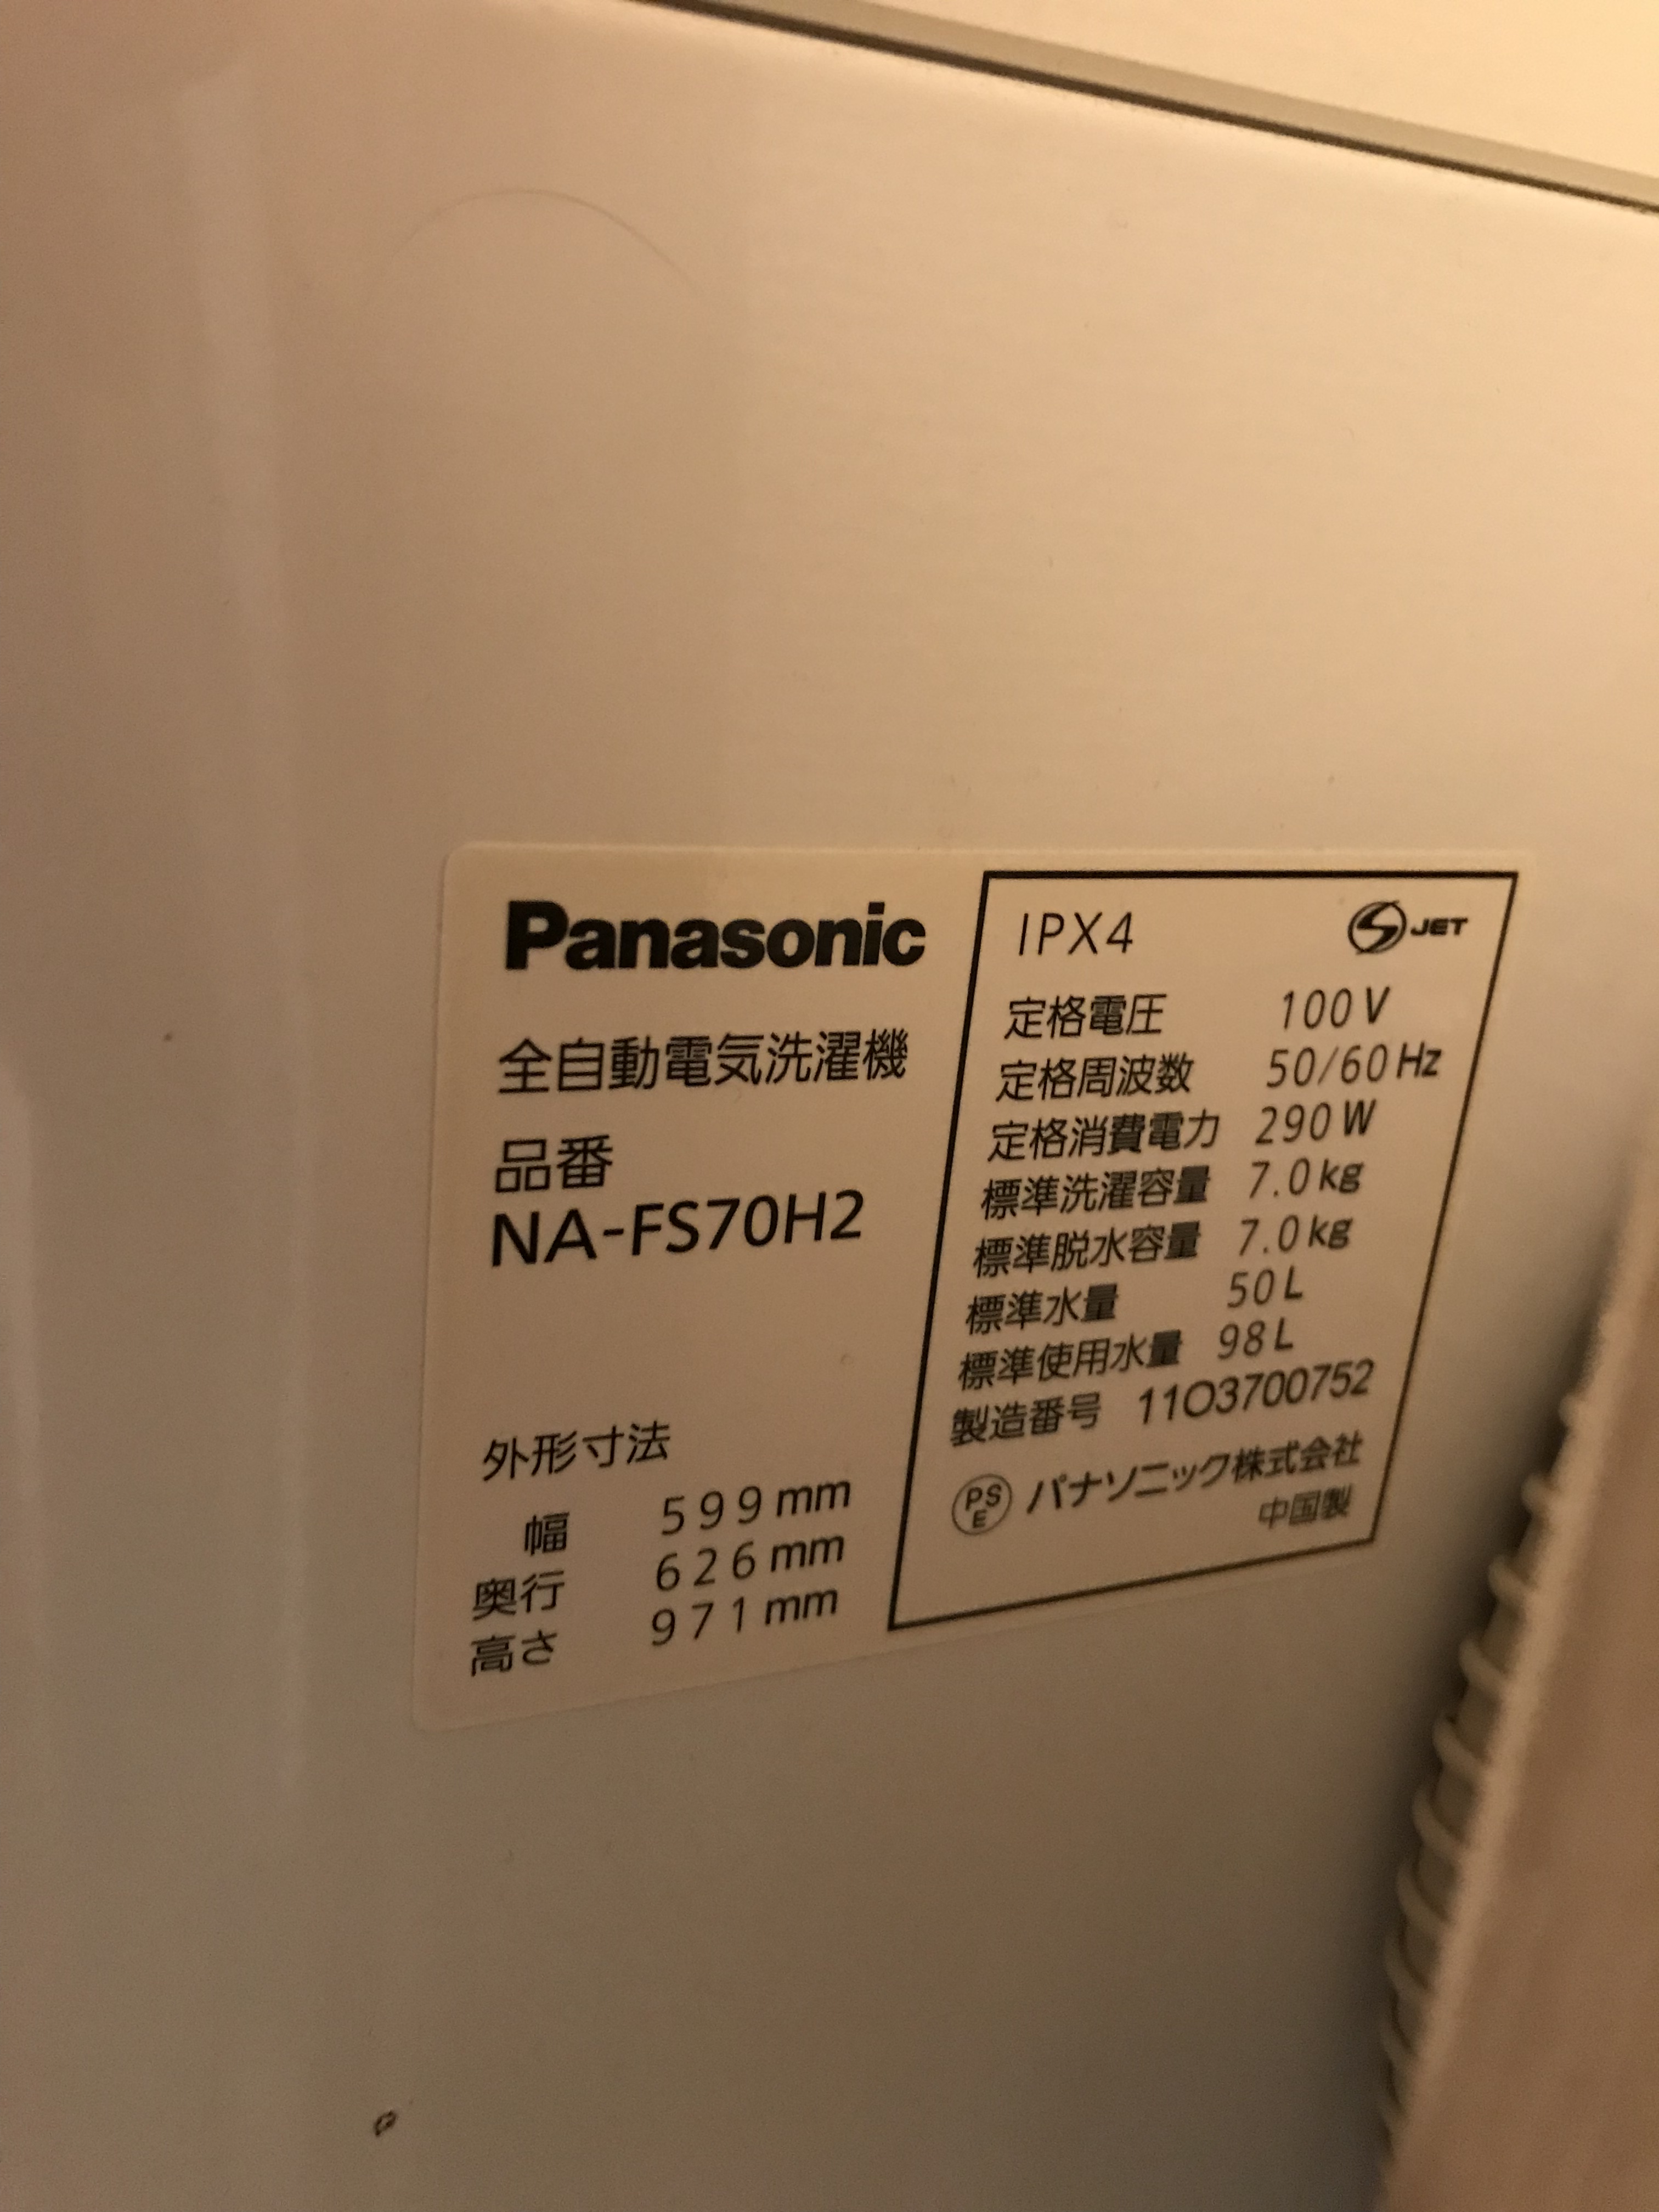 Panasonic
全自動電気洗濯機
品番
NA-FS70H2
外形寸法
幅 599mm
奥行 626mm
高さ 971mm
IPX4 S JET
定格電圧 100V
定格周波数 50/60Hz
定格消費電力 290W
標準洗濯容量 7.0kg
標準脱水容量 7.0kg
標準水量 50L
標準使用水量 98L
製造番号 11O3700752
PSE パナソニック株式会社
中国製